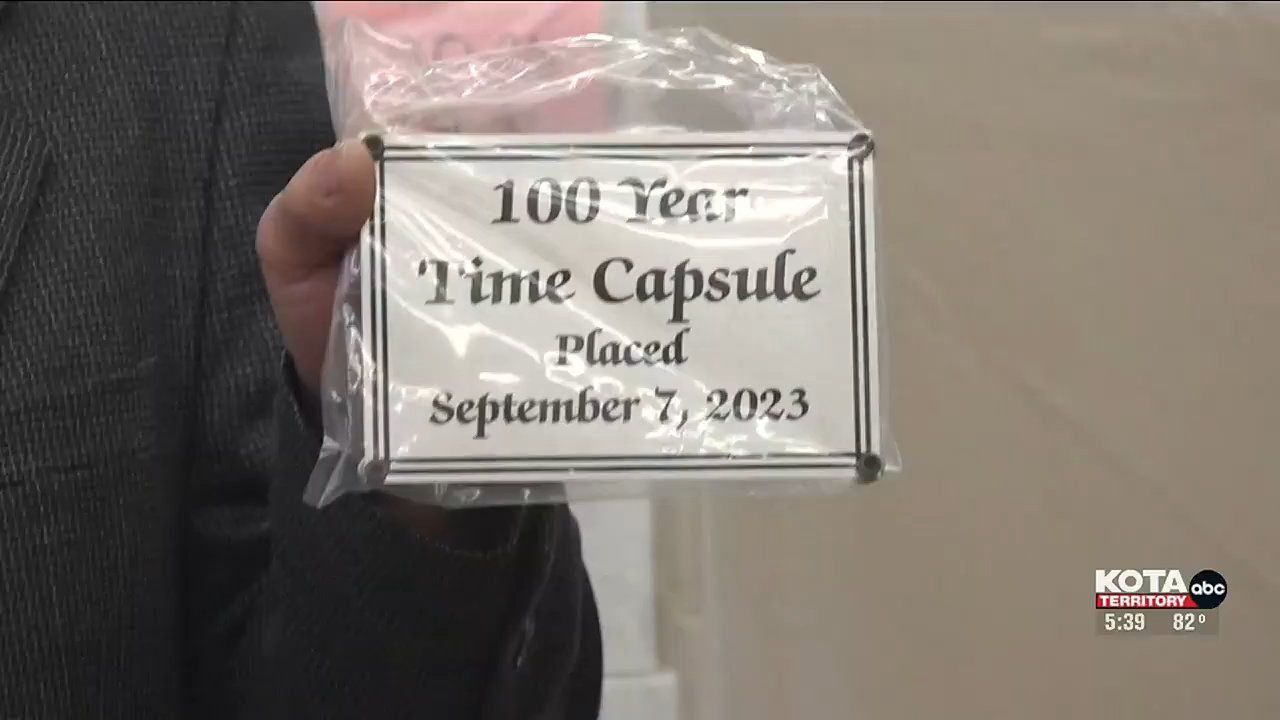 100 Year
Time Capsule
Placed
September 7, 2023
KOTA abc
TERRITORY
5:39 82°